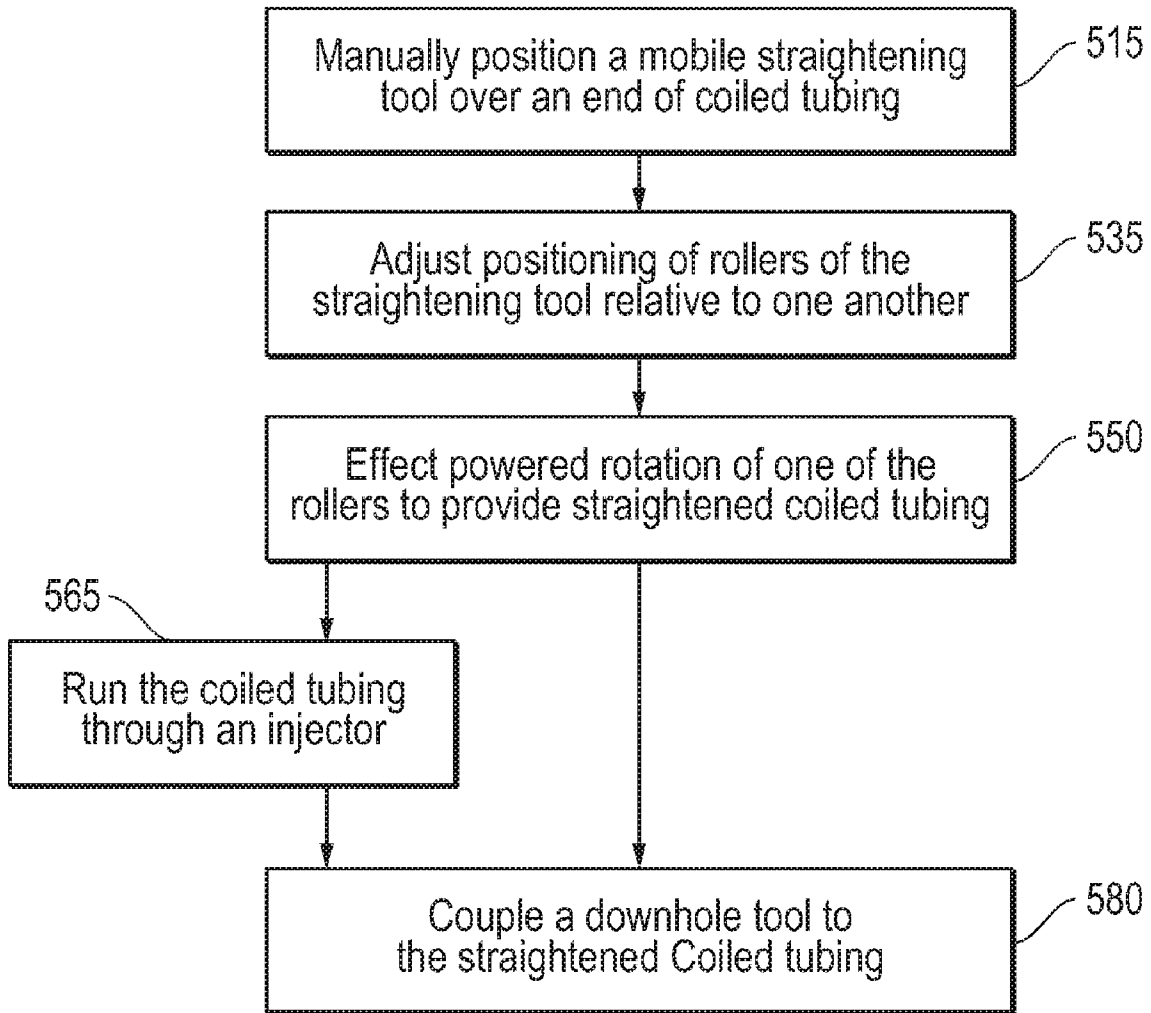 Manually position a mobile straightening
tool over an end of coiled tubing
515
Adjust positioning of rollers of the
straightening tool relative to one another
535
Effect powered rotation of one of the
rollers to provide straightened coiled tubing
550
565
Run the coiled tubing
through an injector
Couple a downhole tool to
the straightened Coiled tubing
580